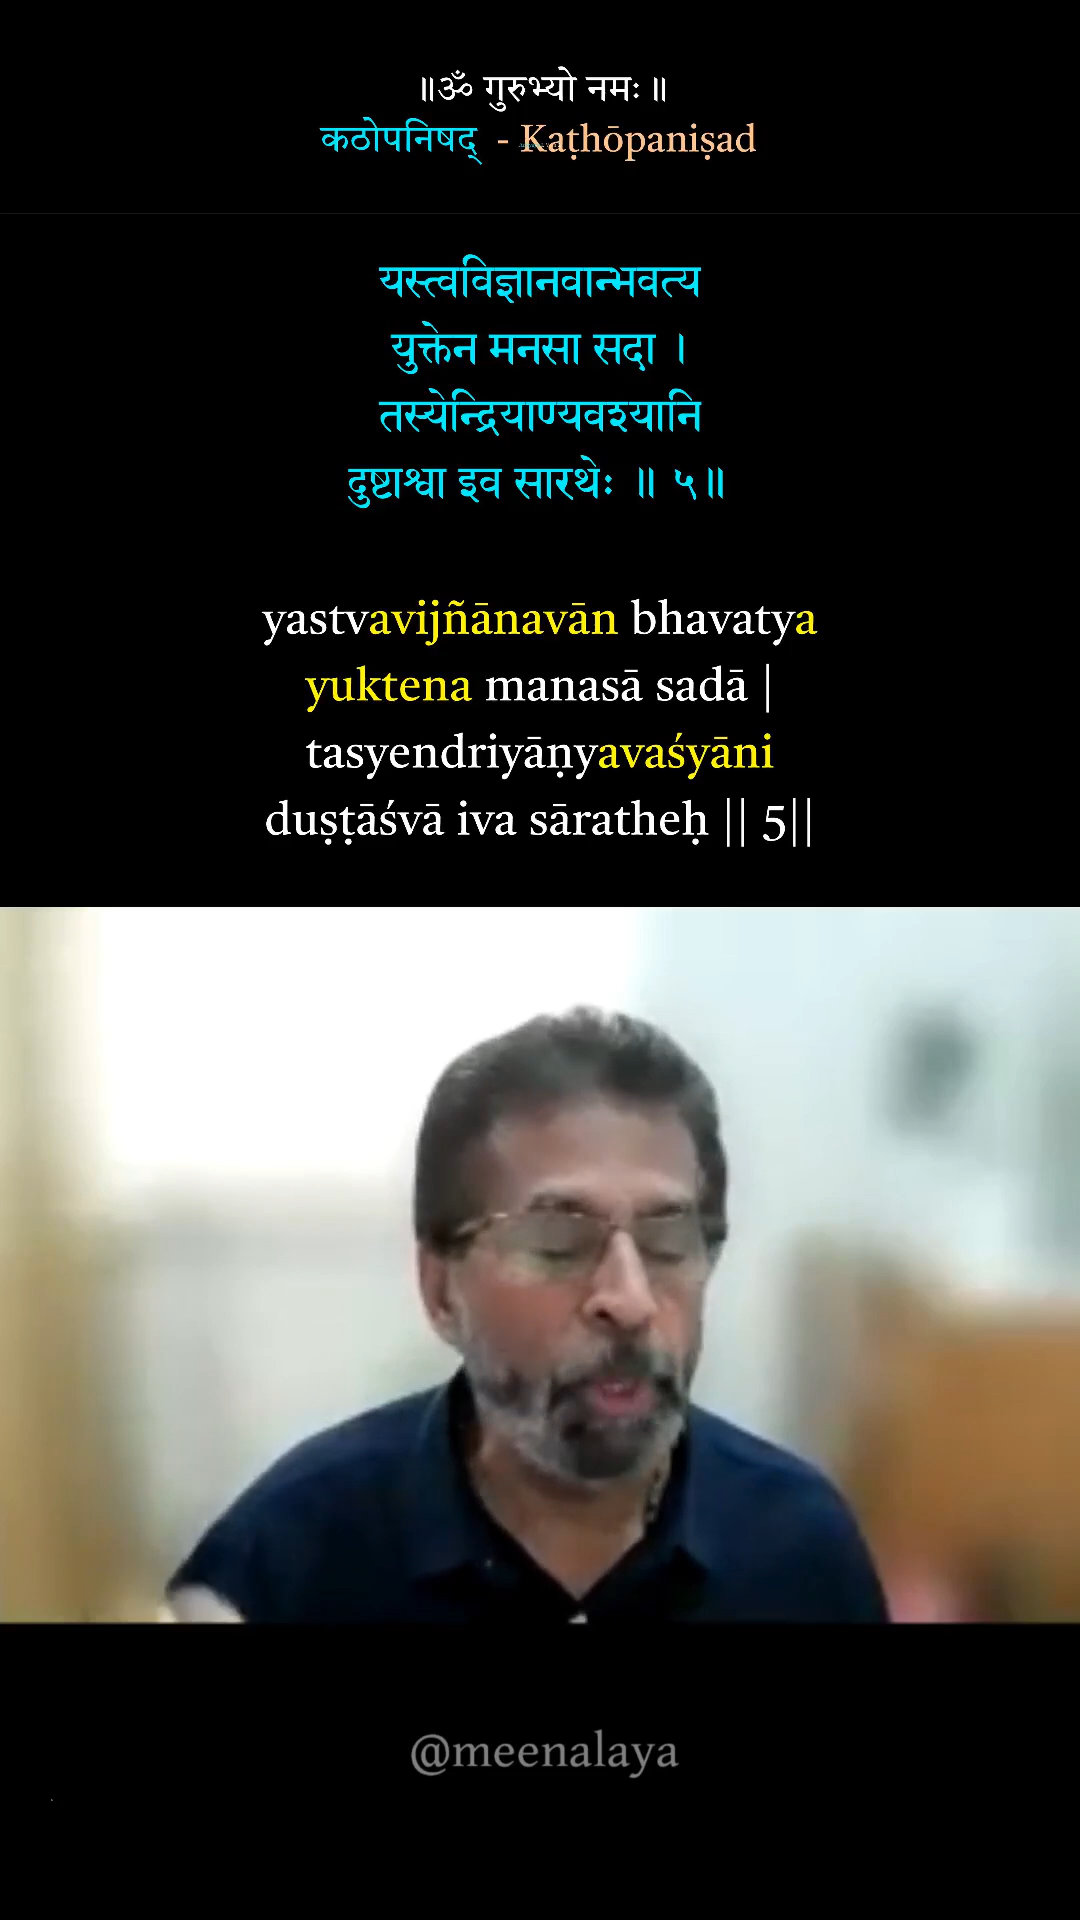 ॥ॐ गुरुभ्यो नमः॥
कठोपनिषद् - Kaṭhōpaniṣad
यस्त्वविज्ञानवान्भवत्य
युक्तेन मनसा सदा ।
तस्येन्द्रियाण्यवश्यानि
दुष्टाश्वा इव सारथेः ॥ ५॥
yastvavijñānavān bhavatya
yuktena manasā sadā |
tasyendriyāṇyavaśyāni
duṣṭāśvā iva sāratheḥ || 5||
@meenalaya